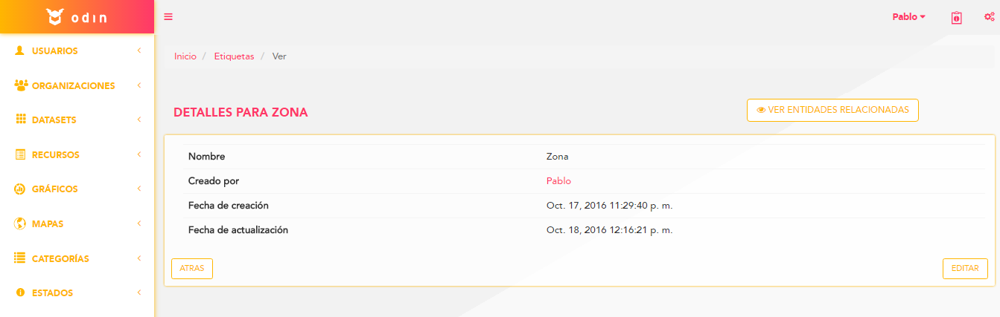 odin
Pablo
USUARIOS
Inicio / Etiquetas / Ver
ORGANIZACIONES
DETALLES PARA ZONA
VER ENTIDADES RELACIONADAS
DATASETS
RECURSOS
Nombre Zona
Creado por Pablo
GRÁFICOS
Fecha de creación Oct. 17, 2016 11:29:40 p. m.
MAPAS
Fecha de actualización Oct. 18, 2016 12:16:21 p. m.
CATEGORÍAS
ATRAS
EDITAR
ESTADOS